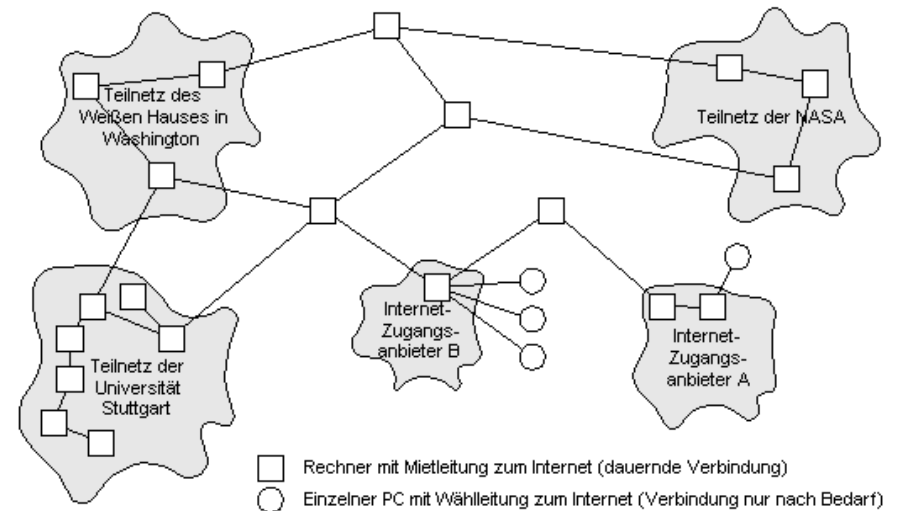 Teilnetz des
Weißen Hauses in
Washington
Teilnetz der NASA
Internet-
Zugangs-
anbieter B
Internet-
Zugangs-
anbieter A
Teilnetz der
Universität
Stuttgart
Rechner mit Mietleitung zum Internet (dauernde Verbindung)
Einzelner PC mit Wählleitung zum Internet (Verbindung nur nach Bedarf)